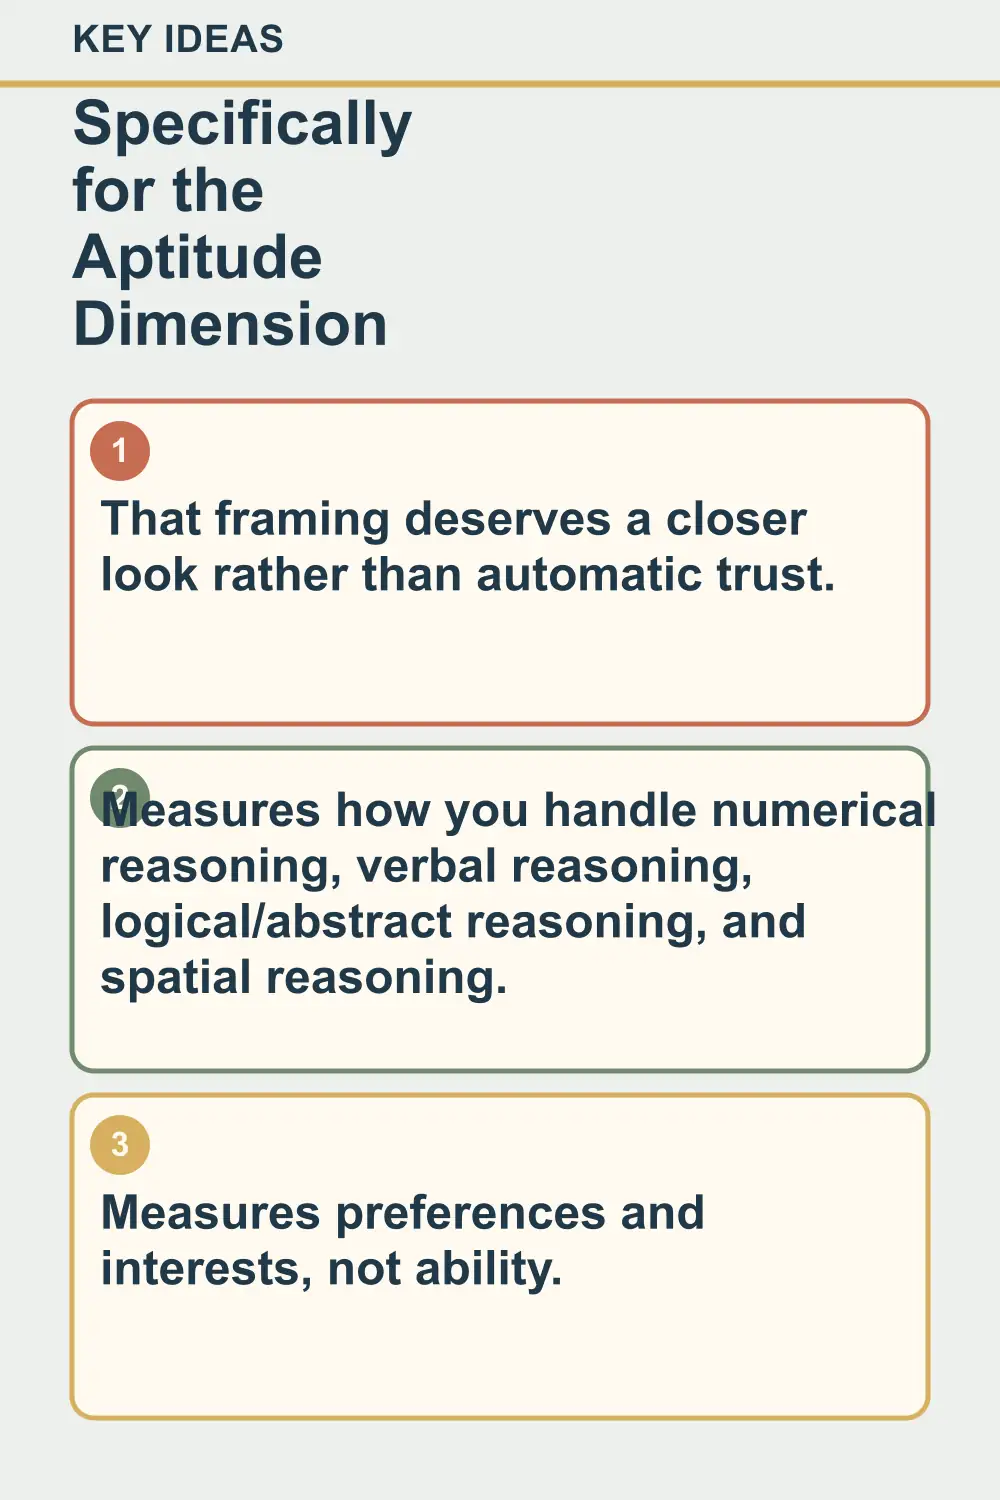 KEY IDEAS
Specifically
for the
Aptitude
Dimension
1
That framing deserves a closer
look rather than automatic trust.
2
Measures how you handle numerical
reasoning, verbal reasoning,
logical/abstract reasoning, and
spatial reasoning.
3
Measures preferences and
interests, not ability.